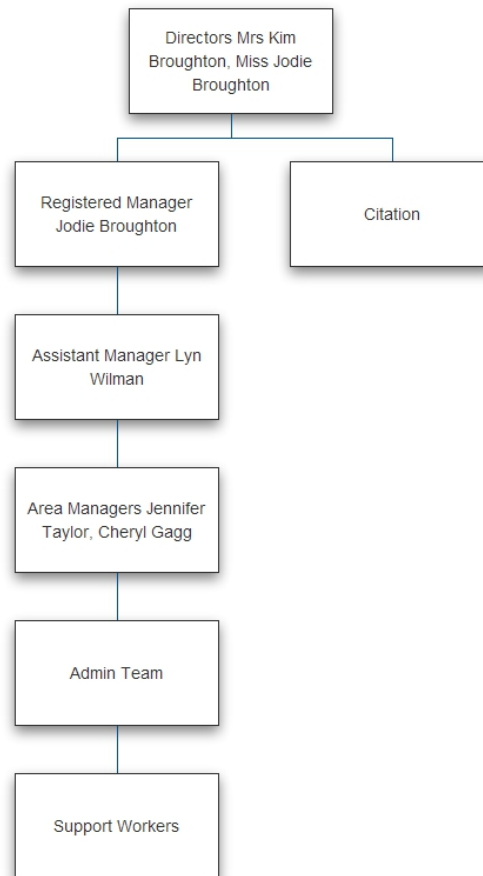 Directors Mrs Kim
Broughton, Miss Jodie
Broughton
Registered Manager
Jodie Broughton
Citation
Assistant Manager Lyn
Wilman
Area Managers Jennifer
Taylor, Cheryl Gagg
Admin Team
Support Workers